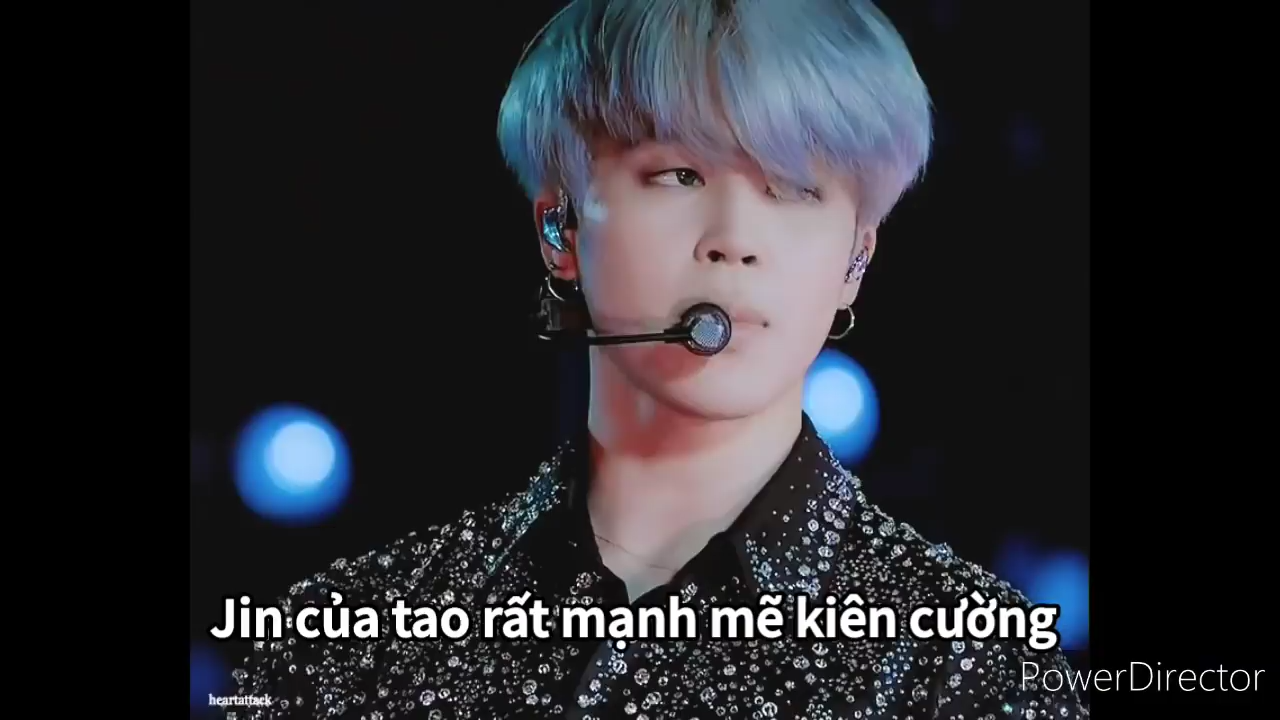 Jin của tao rất mạnh mẽ kiên cường
PowerDirector
heartattack